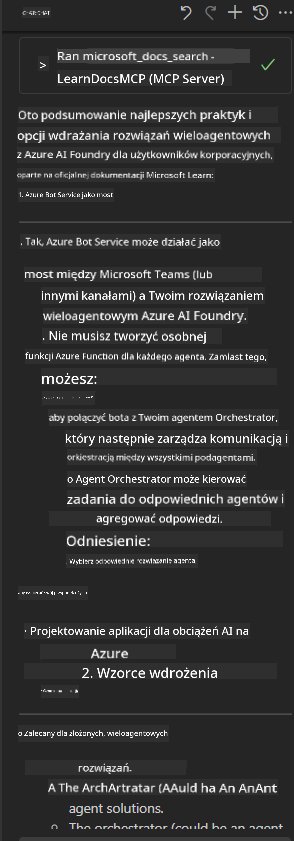 Ran microsoft_docs_search -
LearnDocsMCP (MCP Server)
Oto podsumowanie najlepszych praktyk i
opcji wdrażania rozwiązań wieloagentowych
z Azure AI Foundry dla użytkowników korporacyjnych,
oparte na oficjalnej dokumentacji Microsoft Learn:
1. Azure Bot Service jako most
. Tak, Azure Bot Service może działać jako
most między Microsoft Teams (lub
innymi kanałami) a Twoim rozwiązaniem
wieloagentowym Azure AI Foundry.
. Nie musisz tworzyć osobnej
funkcji Azure Function dla każdego agenta. Zamiast tego,
możesz:
aby połączyć bota z Twoim agentem Orchestrator,
który następnie zarządza komunikacją i
orkiestracją między wszystkimi podagentami.
o Agent Orchestrator może kierować
zadania do odpowiednich agentów i
agregować odpowiedzi.
Odniesienie:
Wybierz odpowiednie rozwiązanie agenta
· Projektowanie aplikacji dla obciążeń AI na
Azure
2. Wzorce wdrożenia
o Zalecany dla złożonych, wieloagentowych
rozwiązań.
A The ArchArtratar (AAuld ha An AnAnt
agent solutions.
The orchestrator (could be an agent